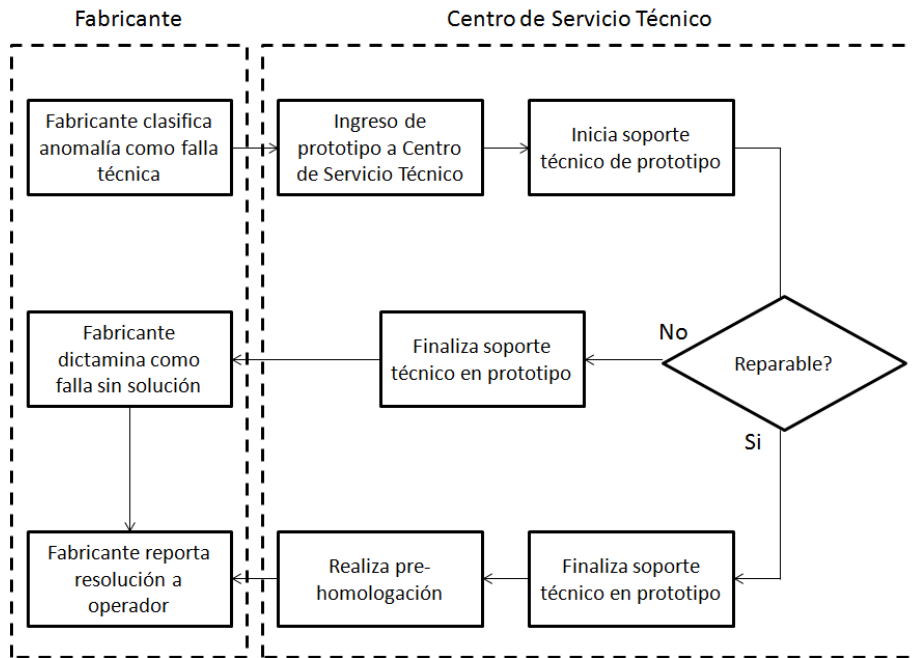 Fabricante
Centro de Servicio Técnico
Fabricante clasifica
anomalía como falla
técnica
Ingreso de
prototipo a Centro
de Servicio Técnico
Inicia soporte
técnico de prototipo
Fabricante
dictamina como
falla sin solución
Finaliza soporte
técnico en prototipo
No
Reparable?
Si
Fabricante reporta
resolución a
operador
Realiza pre-
homologación
Finaliza soporte
técnico en prototipo